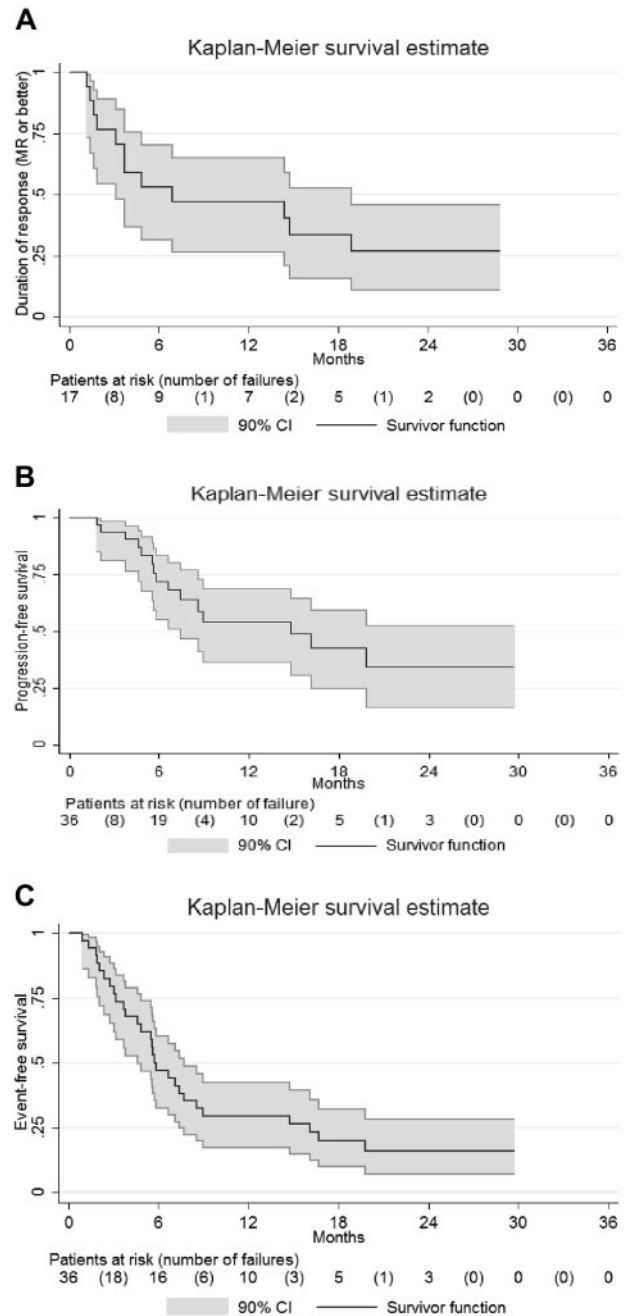 A
Kaplan-Meier survival estimate
Duration of response (MR or better)
1
.75
.5
.25
0
0 6 12 18 24 30 36
Months
Patients at risk (number of failures)
17 (8) 9 (1) 7 (2) 5 (1) 2 (0) 0 (0) 0
90% CI Survivor function
B
Kaplan-Meier survival estimate
Progression-free survival
1
.75
.5
.25
0
0 6 12 18 24 30 36
Months
Patients at risk (number of failure)
36 (8) 19 (4) 10 (2) 5 (1) 3 (0) 0 (0) 0
90% CI Survivor function
C
Kaplan-Meier survival estimate
Event-free survival
1
.75
.5
.25
0
0 6 12 18 24 30 36
Months
Patients at risk (number of failures)
36 (18) 16 (6) 10 (3) 5 (1) 3 (0) 0 (0) 0
90% CI Survivor function